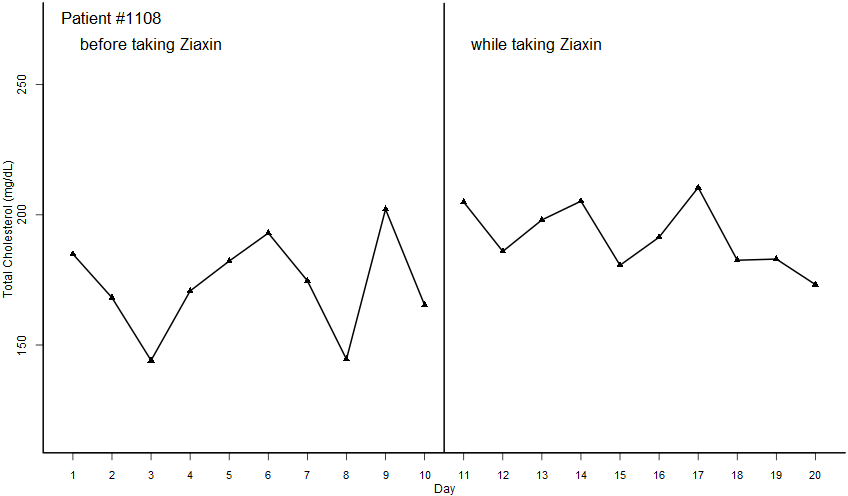 Patient #1108
before taking Ziaxin
while taking Ziaxin
Total Cholesterol (mg/dL)
250
200
150
1 2 3 4 5 6 7 8 9 10 11 12 13 14 15 16 17 18 19 20
Day